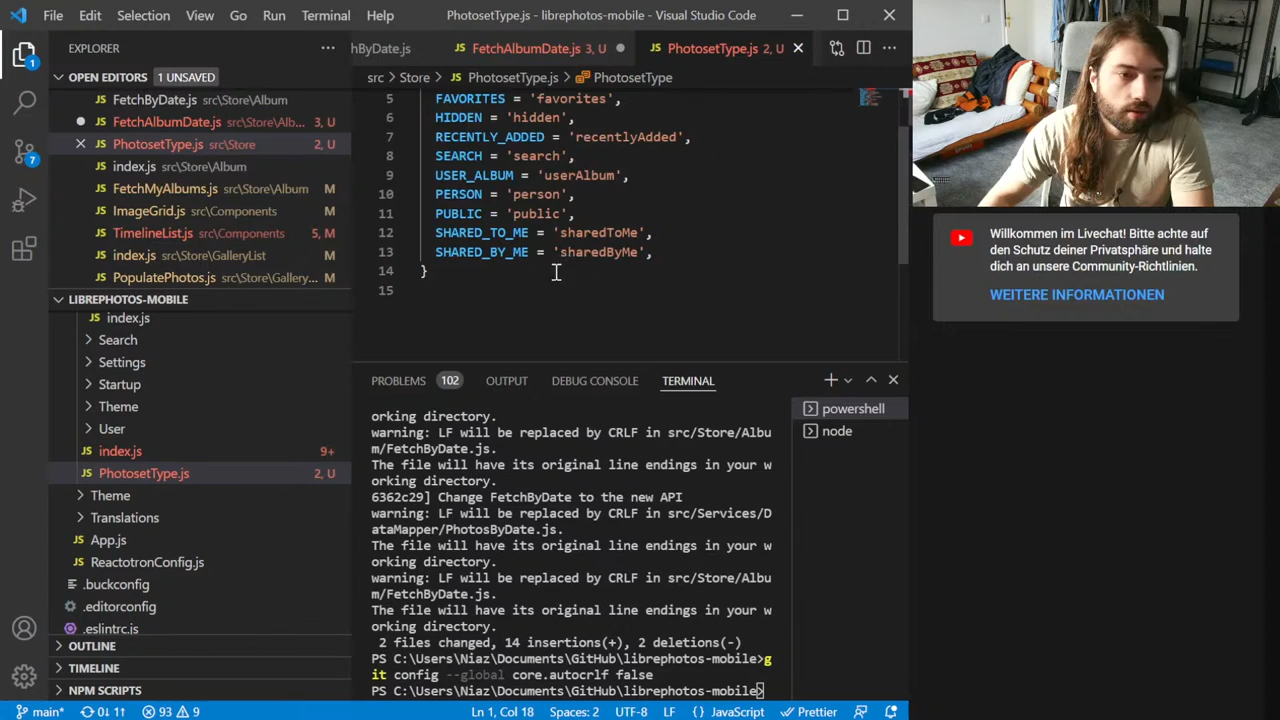 File Edit Selection View Go Run Terminal Help PhotosetType.js - librephotos-mobile - Visual Studio Code
EXPLORER
hByDate.js FetchAlbumDate.js 3, U PhotosetType.js 2, U
OPEN EDITORS 1 UNSAVED
FetchByDate.js src\Store\Album
FetchAlbumDate.js src\Store\Alb... 3, U
PhotosetType.js src\Store 2, U
index.js src\Store\Album
FetchMyAlbums.js src\Store\Album M
ImageGrid.js src\Components M
TimelineList.js src\Components 5, M
index.js src\GalleryList M
PopulatePhotos.js src\Store\Gallery... M
LIBREPHOTOS-MOBILE
index.js
Search
Settings
Startup
Theme
User
index.js 9+
PhotosetType.js 2, U
Theme
Translations
App.js
ReactotronConfig.js
.buckconfig
.editorconfig
.eslintrc.js
OUTLINE
TIMELINE
NPM SCRIPTS
src > Store > PhotosetType.js > PhotosetType
5 FAVORITES = 'favorites',
6 HIDDEN = 'hidden',
7 RECENTLY_ADDED = 'recentlyAdded',
8 SEARCH = 'search',
9 USER_ALBUM = 'userAlbum',
10 PERSON = 'person',
11 PUBLIC = 'public',
12 SHARED_TO_ME = 'sharedToMe',
13 SHARED_BY_ME = 'sharedByMe',
14 }
15
PROBLEMS 102 OUTPUT DEBUG CONSOLE TERMINAL
powershell
node
orking directory.
warning: LF will be replaced by CRLF in src/Store/Albu
m/FetchByDate.js.
The file will have its original line endings in your w
orking directory.
6362c29] Change FetchByDate to the new API
warning: LF will be replaced by CRLF in src/Services/D
ataMapper/PhotosByDate.js.
The file will have its original line endings in your w
orking directory.
warning: LF will be replaced by CRLF in src/Store/Albu
m/FetchByDate.js.
The file will have its original line endings in your w
orking directory.
2 files changed, 14 insertions(+), 2 deletions(-)
PS C:\Users\Niaz\Documents\GitHub\librephotos-mobile>g
it config --global core.autocrlf false
PS C:\Users\Niaz\Documents\GitHub\librephotos-mobile>
main* 0↓ 1↑ 93 9 Ln 1, Col 18 Spaces: 2 UTF-8 LF {} JavaScript Prettier
Willkommen im Livechat! Bitte achte auf
den Schutz deiner Privatsphäre und halte
dich an unsere Community-Richtlinien.
WEITERE INFORMATIONEN